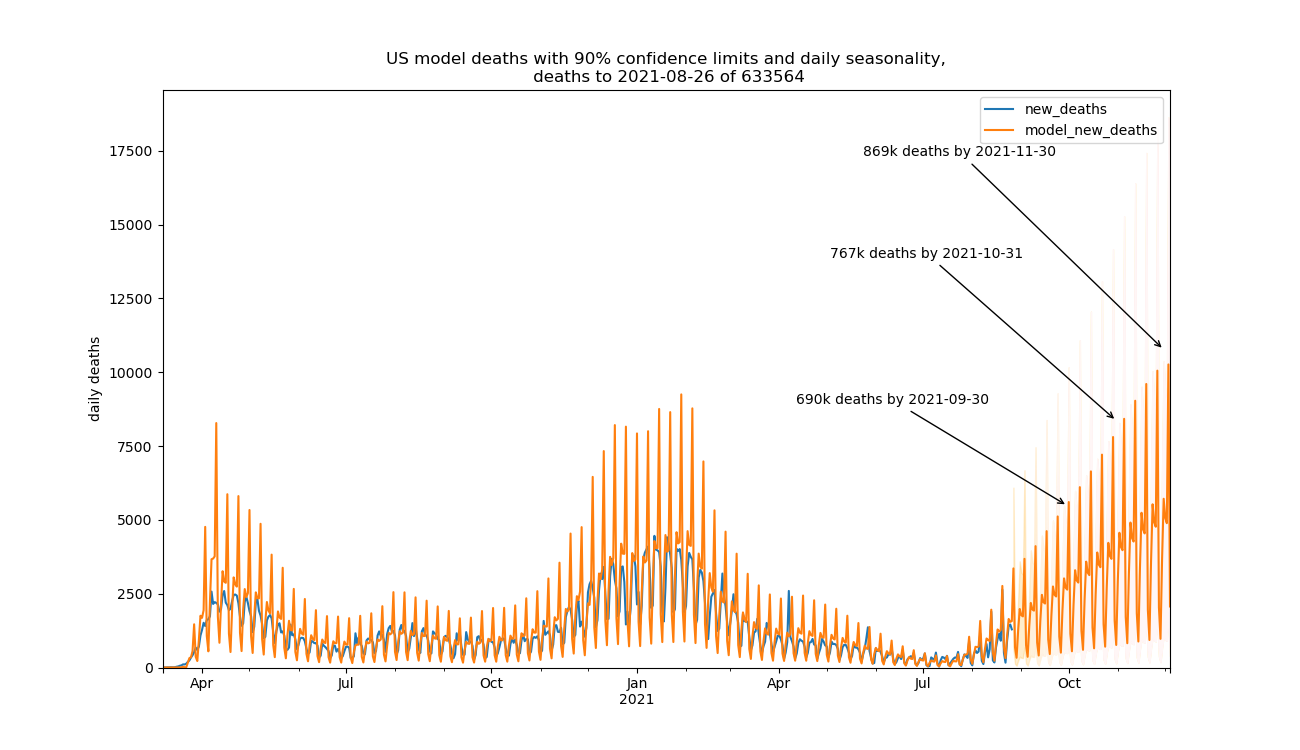 US model deaths with 90% confidence limits and daily seasonality,
deaths to 2021-08-26 of 633564
new_deaths
model_new_deaths
869k deaths by 2021-11-30
767k deaths by 2021-10-31
690k deaths by 2021-09-30
daily deaths
17500
15000
12500
10000
7500
5000
2500
0
Apr
Jul
Oct
Jan
2021
Apr
Jul
Oct